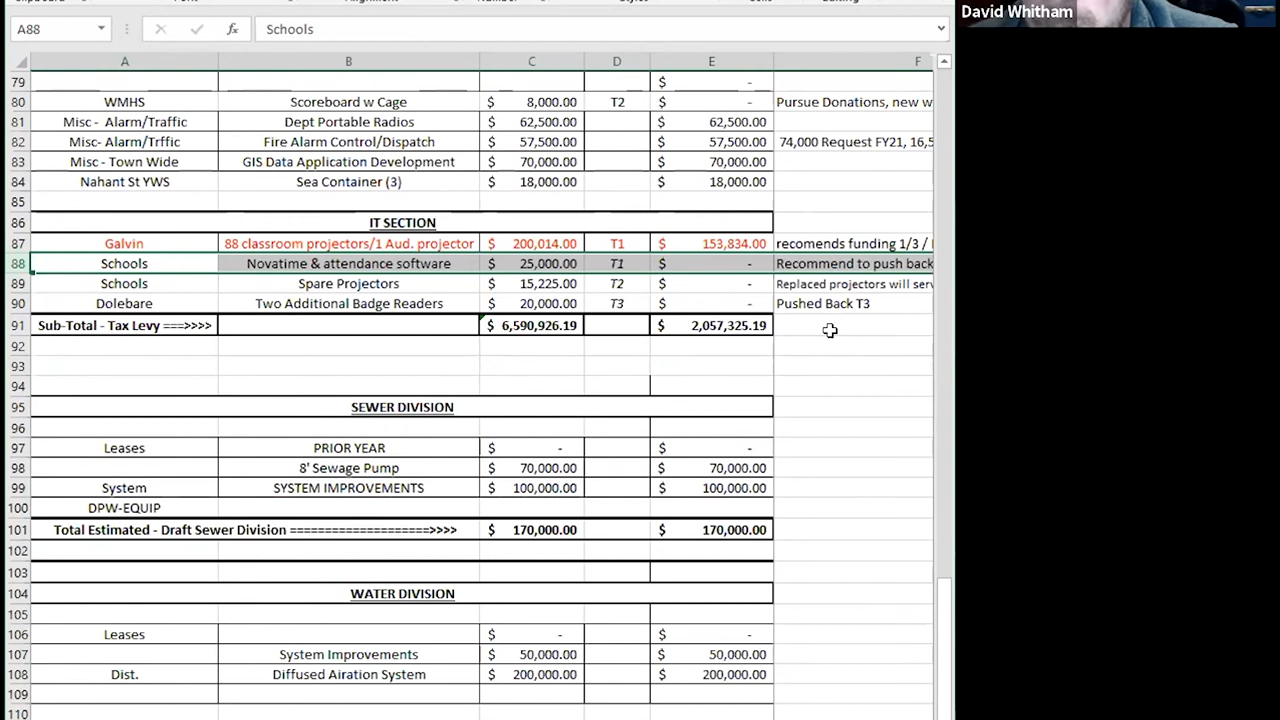 David Whitham
A88 fx Schools
A B C D E F
79 $ -
80 WMHS Scoreboard w Cage $ 8,000.00 T2 $ - Pursue Donations, new w
81 Misc - Alarm/Traffic Dept Portable Radios $ 62,500.00 $ 62,500.00
82 Misc- Alarm/Trffic Fire Alarm Control/Dispatch $ 57,500.00 $ 57,500.00 74,000 Request FY21, 16,5
83 Misc - Town Wide GIS Data Application Development $ 70,000.00 $ 70,000.00
84 Nahant St YWS Sea Container (3) $ 18,000.00 $ 18,000.00
85
86 IT SECTION
87 Galvin 88 classroom projectors/1 Aud. projector $ 200,014.00 T1 $ 153,834.00 recomends funding 1/3 /
88 Schools Novatime & attendance software $ 25,000.00 T1 $ - Recommend to push back
89 Schools Spare Projectors $ 15,225.00 T2 $ - Replaced projectors will serv
90 Dolebare Two Additional Badge Readers $ 20,000.00 T3 $ - Pushed Back T3
91 Sub-Total - Tax Levy ===>>>> $ 6,590,926.19 $ 2,057,325.19
92
93
94
95 SEWER DIVISION
96
97 Leases PRIOR YEAR $ - $ -
98 8' Sewage Pump $ 70,000.00 $ 70,000.00
99 System SYSTEM IMPROVEMENTS $ 100,000.00 $ 100,000.00
100 DPW-EQUIP
101 Total Estimated - Draft Sewer Division ====================>>>> $ 170,000.00 $ 170,000.00
102
103
104 WATER DIVISION
105
106 Leases $ - $ -
107 System Improvements $ 50,000.00 $ 50,000.00
108 Dist. Diffused Airation System $ 200,000.00 $ 200,000.00
109
110